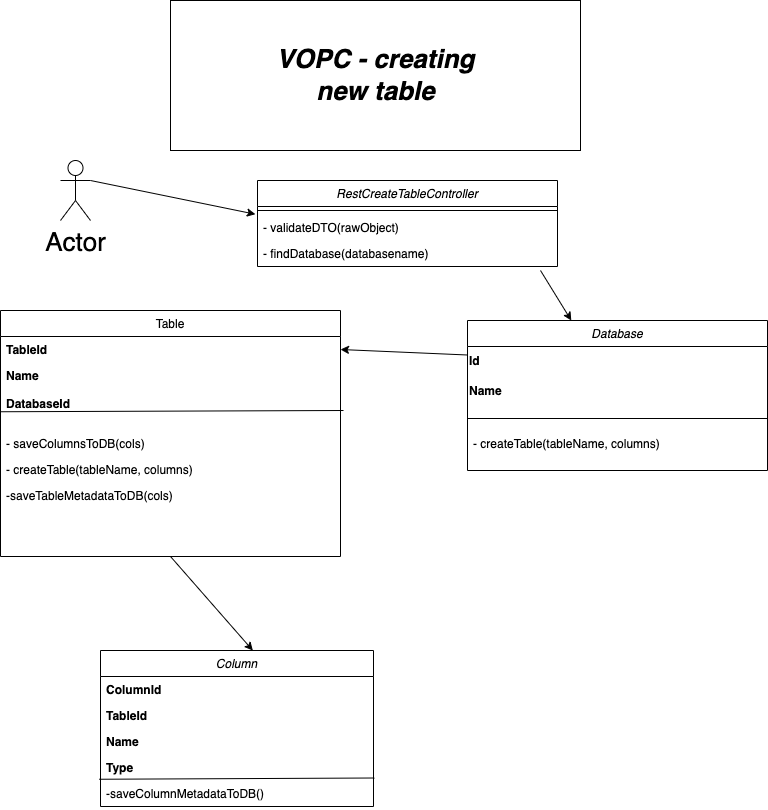 VOPC - creating
new table
Actor
RestCreateTableController
- validateDTO(rawObject)
- findDatabase(databasename)
Table
TableId
Name
DatabaseId
- saveColumnsToDB(cols)
- createTable(tableName, columns)
-saveTableMetadataToDB(cols)
Database
Id
Name
- createTable(tableName, columns)
Column
ColumnId
TableId
Name
Type
-saveColumnMetadataToDB()